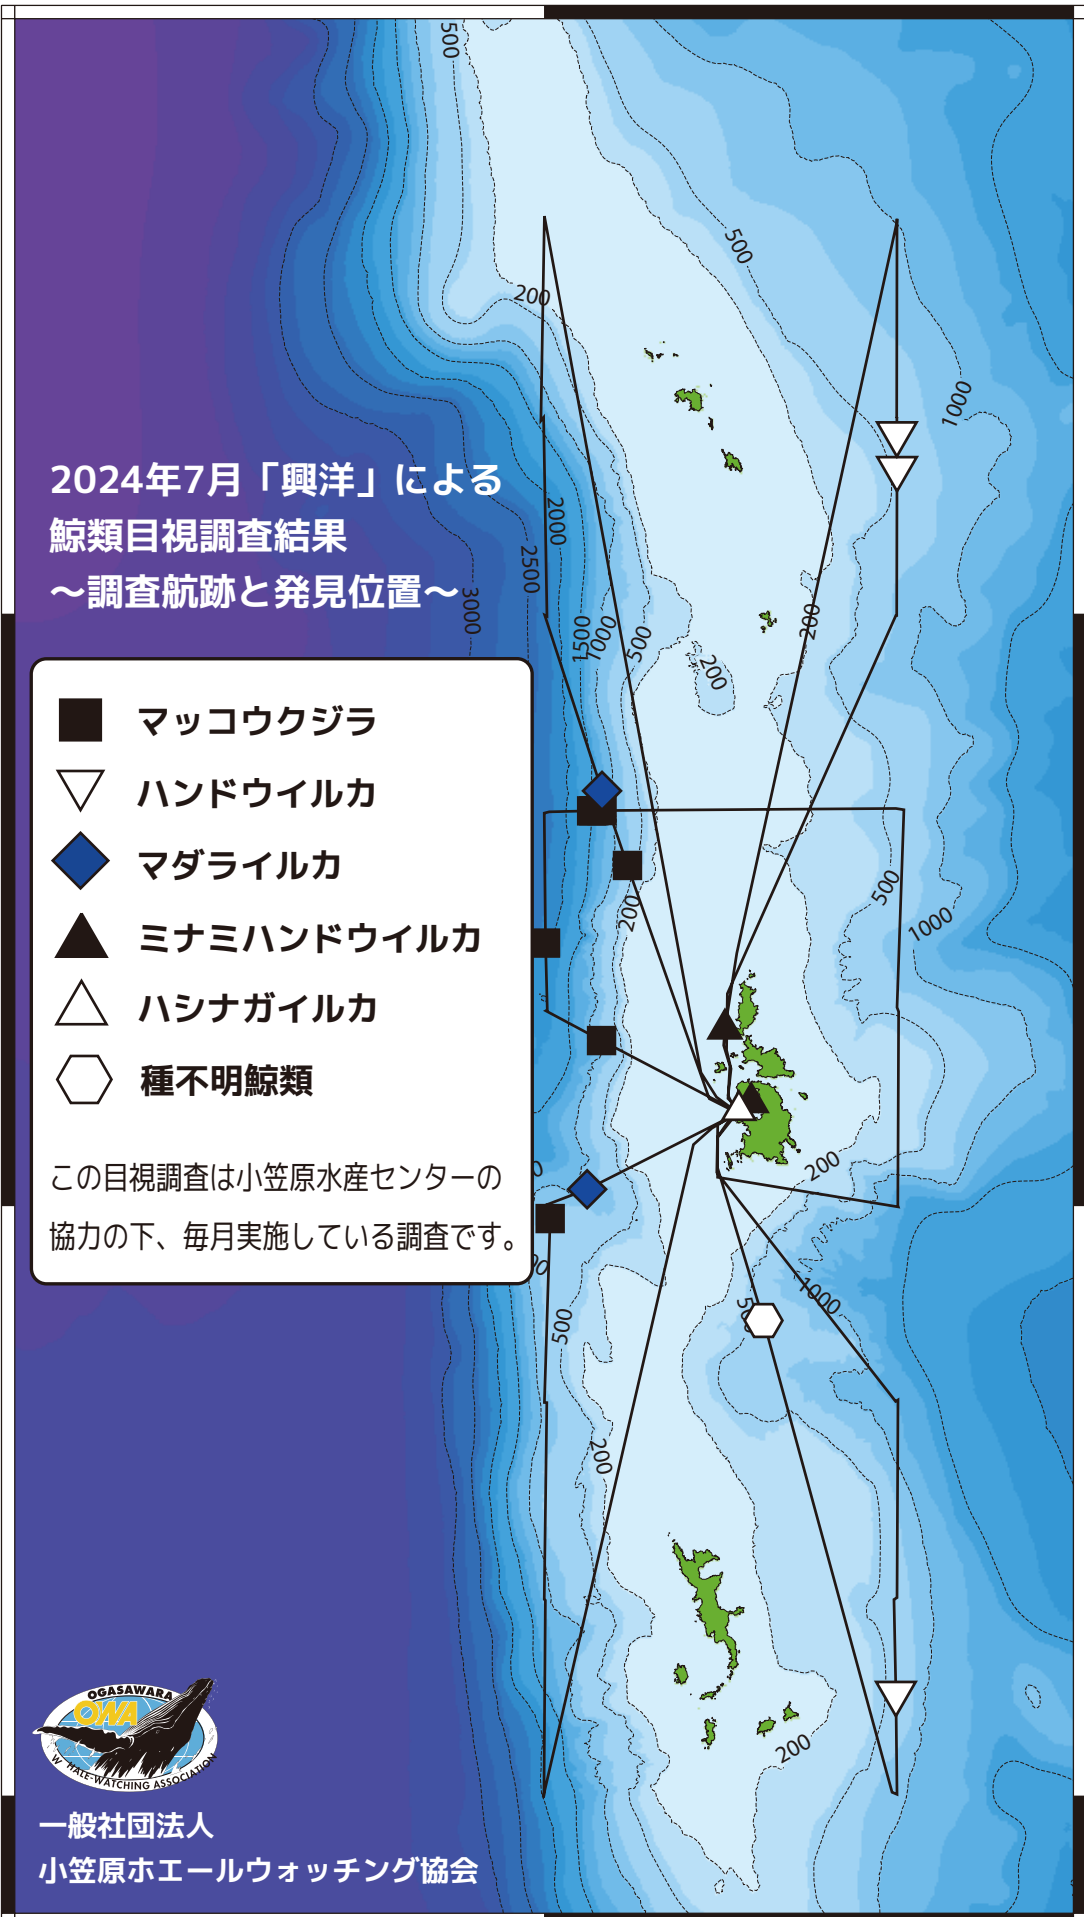 500
500
200
1000
2024年7月「興洋」による
鯨類目視調査結果
～調査航跡と発見位置～
2000
2500
3000
1500
1000
500
200
200
マッコウクジラ
ハンドウイルカ
マダライルカ
ミナミハンドウイルカ
ハシナガイルカ
種不明鯨類
この目視調査は小笠原水産センターの
協力の下、毎月実施している調査です。
500
200
1000
200
1000
500
200
200
OGASAWARA
OWA
WHALE-WATCHING ASSOCIATION
一般社団法人
小笠原ホエールウォッチング協会